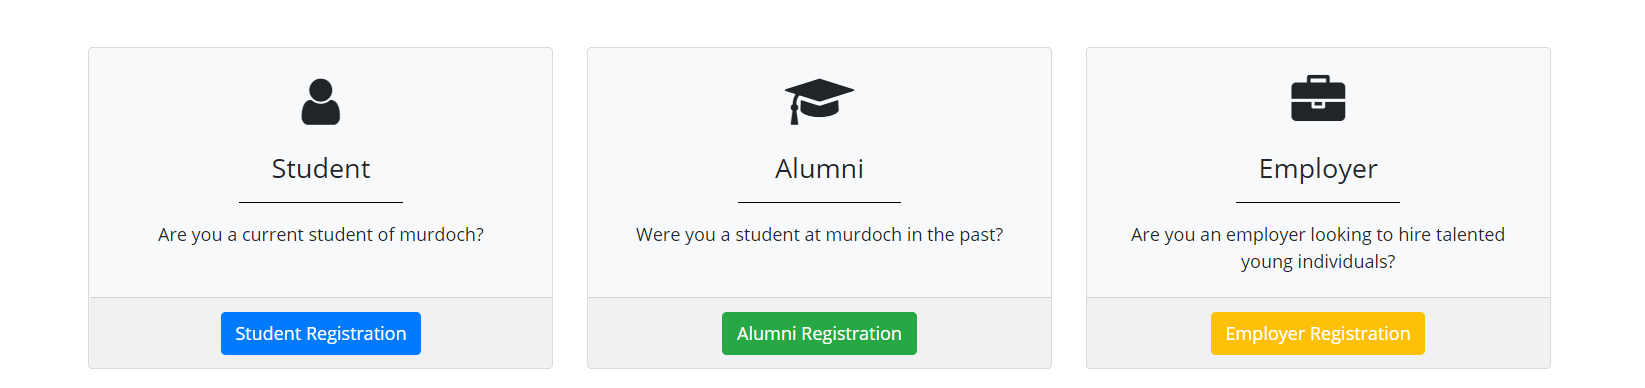 Student
Are you a current student of murdoch?
Student Registration
Alumni
Were you a student at murdoch in the past?
Alumni Registration
Employer
Are you an employer looking to hire talented
young individuals?
Employer Registration